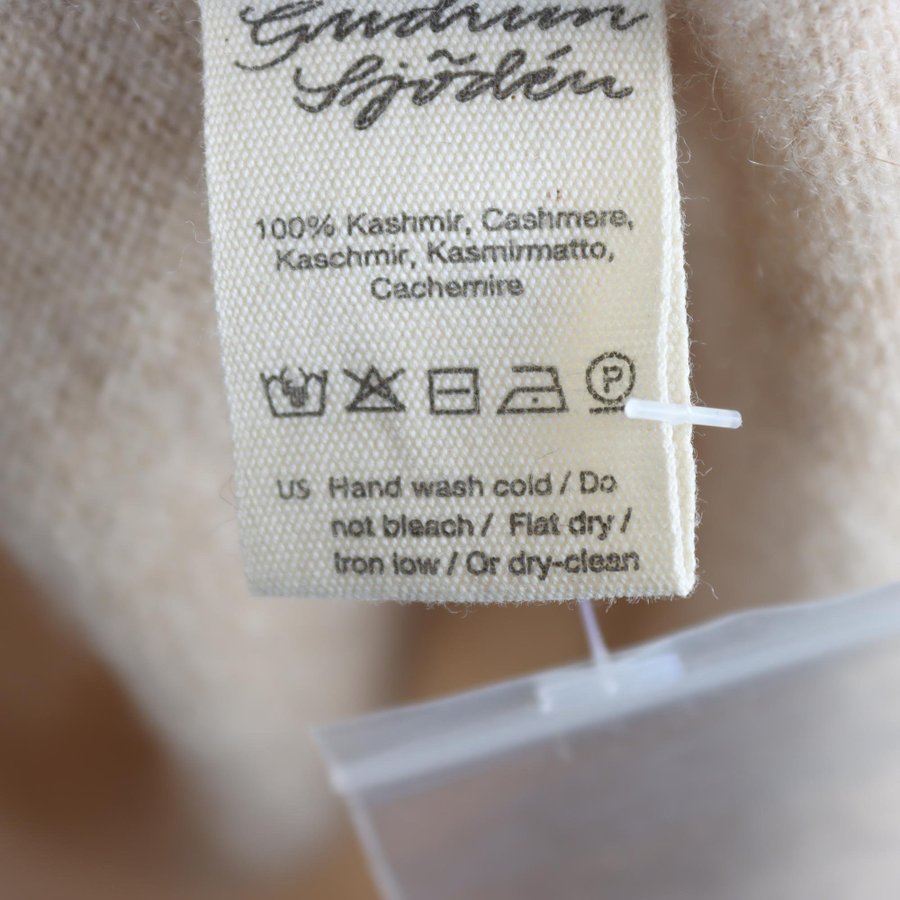 Gudrun
Sjõdén
100% Kashmir, Cashmere,
Kaschmir, Kasmirmatto,
Cachemire
P
US Hand wash cold / Do
not bleach / Flat dry /
Iron low / Or dry-clean